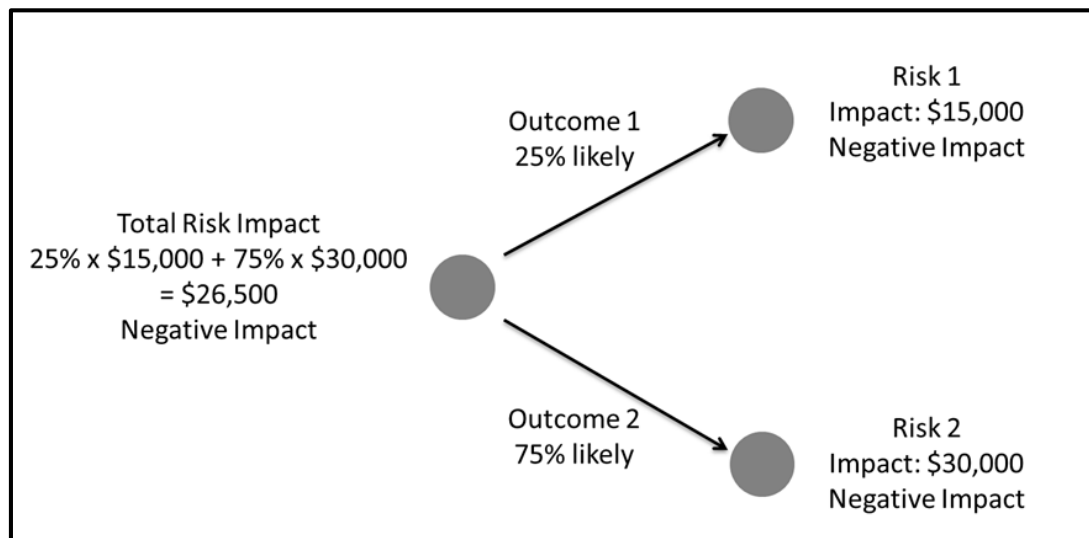 Total Risk Impact
25% x $15,000 + 75% x $30,000
= $26,500
Negative Impact
Outcome 1
25% likely
Risk 1
Impact: $15,000
Negative Impact
Outcome 2
75% likely
Risk 2
Impact: $30,000
Negative Impact